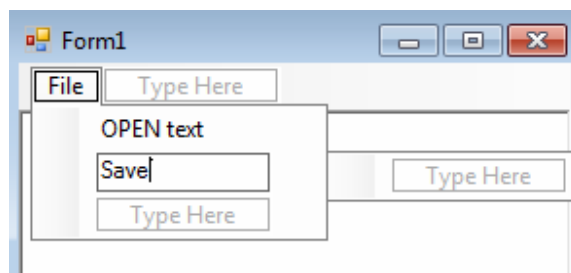 Form1
File Type Here
OPEN text
Save Type Here
Type Here